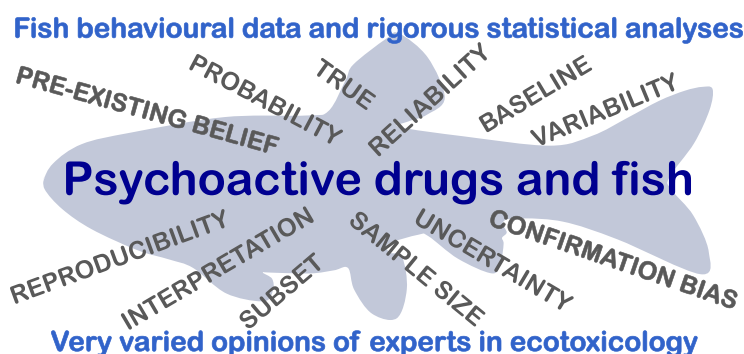 Fish behavioural data and rigorous statistical analyses
PRE-EXISTING BELIEF
PROBABILITY
TRUE
RELIABILITY
BASELINE
VARIABILITY
Psychoactive drugs and fish
REPRODUCIBILITY
INTERPRETATION
SUBSET
SAMPLE SIZE
UNCERTAINTY
CONFIRMATION BIAS
Very varied opinions of experts in ecotoxicology